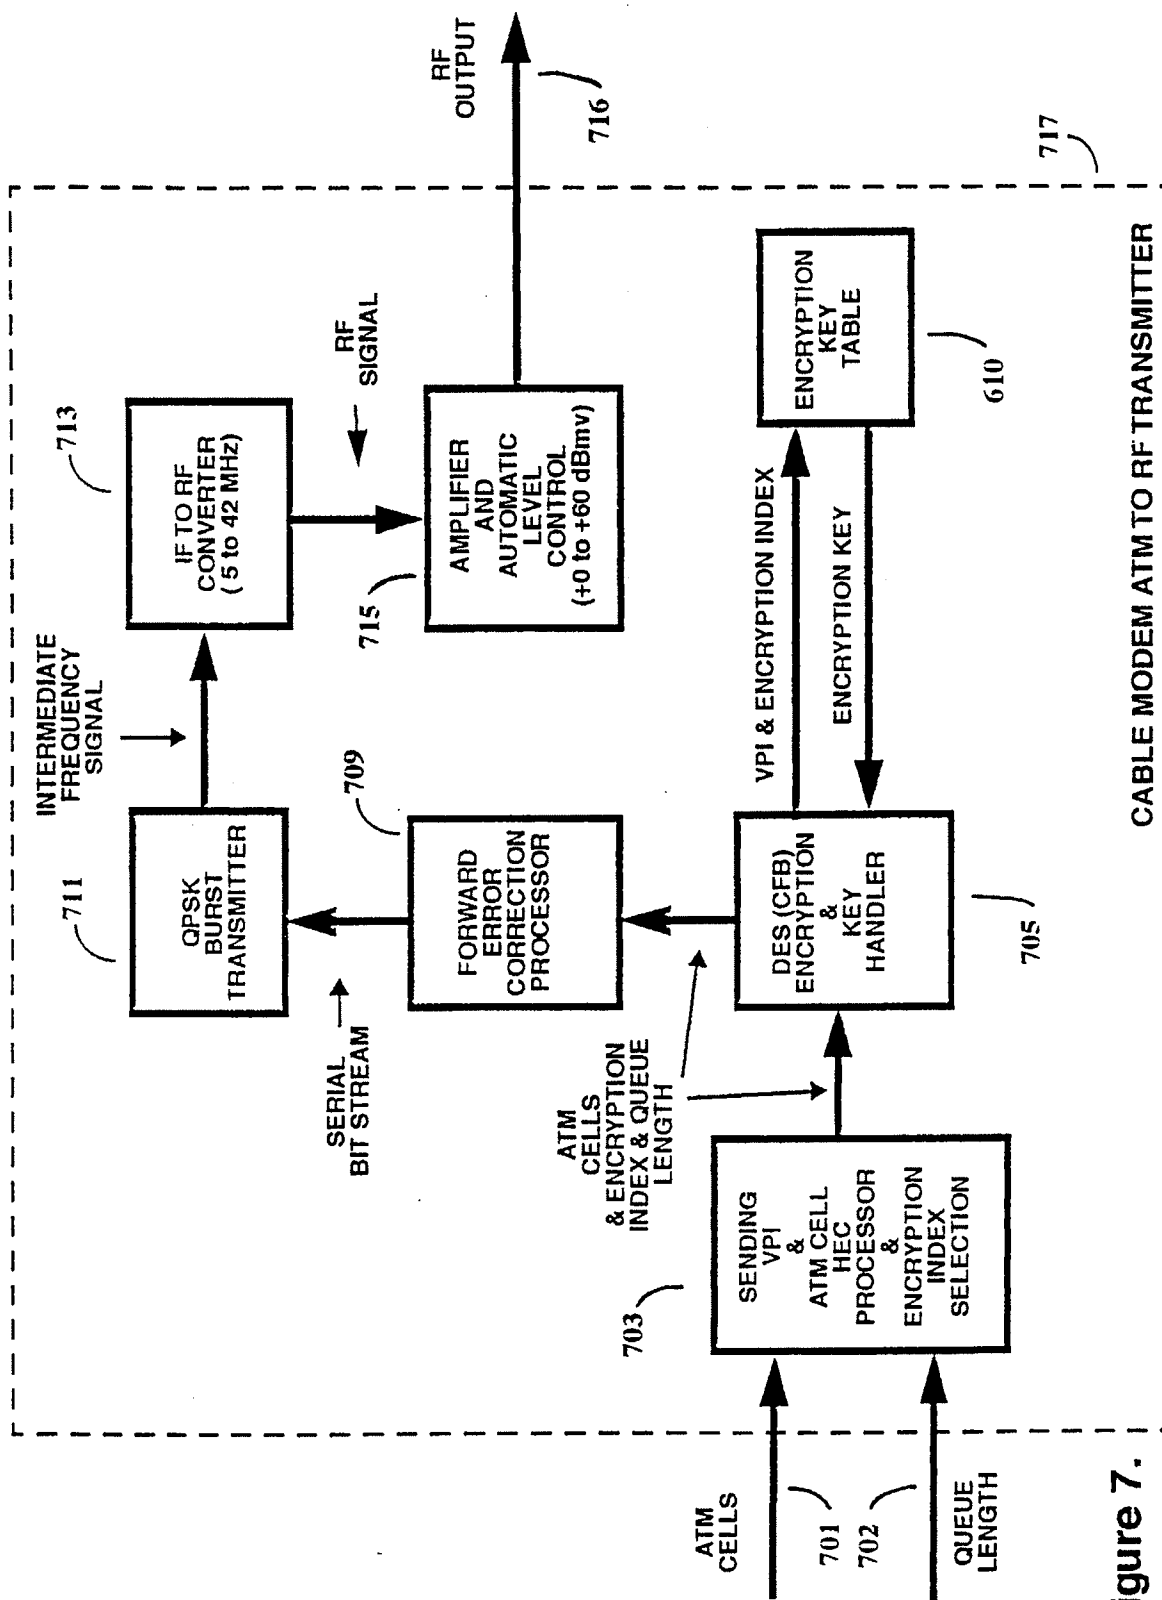 RF
OUTPUT
716
717
713
IF TO RF
CONVERTER
( 5 to 42 MHz)
RF
SIGNAL
INTERMEDIATE
FREQUENCY
SIGNAL
715
AMPLIFIER
AND
AUTOMATIC
LEVEL
CONTROL
(+0 to +60 dBmv)
ENCRYPTION
KEY
TABLE
610
711
QPSK
BURST
TRANSMITTER
709
FORWARD
ERROR
CORRECTION
PROCESSOR
SERIAL
BIT STREAM
VPI & ENCRYPTION INDEX
ENCRYPTION KEY
DES (CFB)
ENCRYPTION
&
KEY
HANDLER
705
ATM
CELLS
& ENCRYPTION
INDEX & QUEUE
LENGTH
703
SENDING
VPI
&
ATM CELL
HEC
PROCESSOR
&
ENCRYPTION
INDEX
SELECTION
ATM
CELLS
701
702
QUEUE
LENGTH
CABLE MODEM ATM TO RF TRANSMITTER
igure 7.